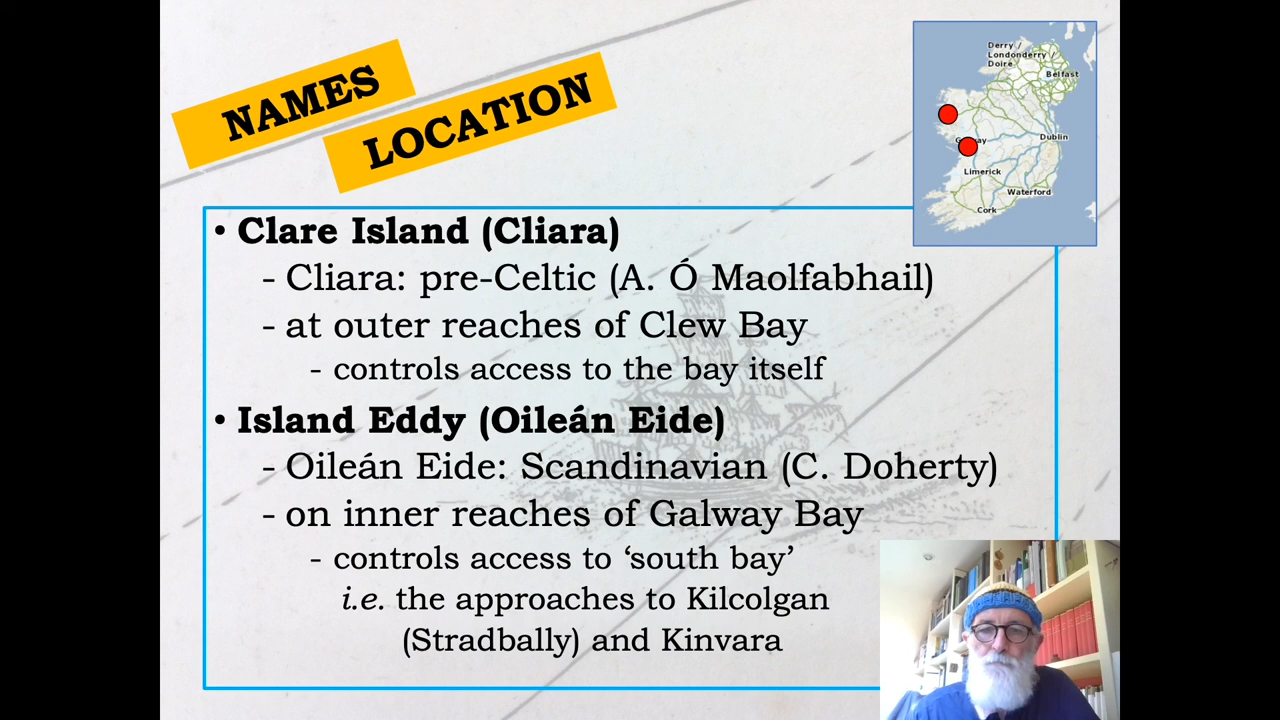 NAMES
LOCATION
Derry /
Londonderry /
Doire
Belfast
Dublin
Limerick
Waterford
Cork
• Clare Island (Cliara)
- Cliara: pre-Celtic (A. Ó Maolfabhail)
- at outer reaches of Clew Bay
- controls access to the bay itself
• Island Eddy (Oileán Eide)
- Oileán Eide: Scandinavian (C. Doherty)
- on inner reaches of Galway Bay
- controls access to ‘south bay’
i.e. the approaches to Kilcolgan
(Stradbally) and Kinvara